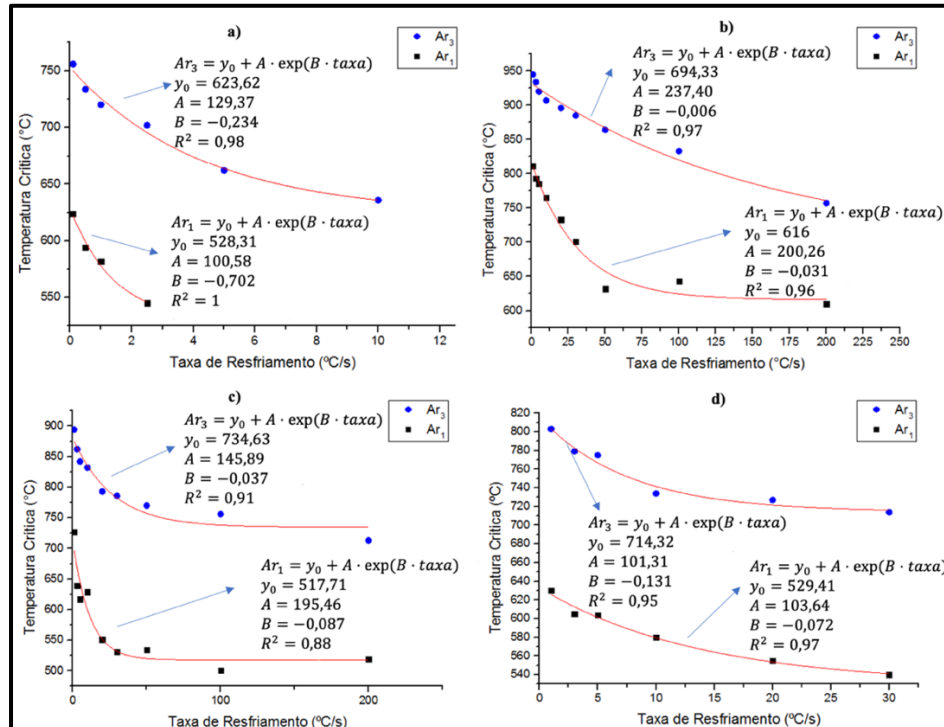 a)
Ar₃
Ar₁
Ar₃ = y₀ + A · exp(B · taxa)
y₀ = 623,62
A = 129,37
B = −0,234
R² = 0,98
Ar₁ = y₀ + A · exp(B · taxa)
y₀ = 528,31
A = 100,58
B = −0,702
R² = 1
Temperatura Crítica (°C)
750
700
650
600
550
0 2 4 6 8 10 12
Taxa de Resfriamento (ºC/s)
b)
Ar₃
Ar₁
Ar₃ = y₀ + A · exp(B · taxa)
y₀ = 694,33
A = 237,40
B = −0,006
R² = 0,97
Ar₁ = y₀ + A · exp(B · taxa)
y₀ = 616
A = 200,26
B = −0,031
R² = 0,96
Temperatura Crítica (°C)
950
900
850
800
750
700
650
600
0 25 50 75 100 125 150 175 200 225 250
Taxa de Resfriamento (ºC/s)
c)
Ar₃
Ar₁
Ar₃ = y₀ + A · exp(B · taxa)
y₀ = 734,63
A = 145,89
B = −0,037
R² = 0,91
Ar₁ = y₀ + A · exp(B · taxa)
y₀ = 517,71
A = 195,46
B = −0,087
R² = 0,88
Temperatura Crítica (°C)
900
850
800
750
700
650
600
550
500
0 100 200
Taxa de Resfriamento (ºC/s)
d)
Ar₃
Ar₁
Ar₃ = y₀ + A · exp(B · taxa)
y₀ = 714,32
A = 101,31
B = −0,131
R² = 0,95
Ar₁ = y₀ + A · exp(B · taxa)
y₀ = 529,41
A = 103,64
B = −0,072
R² = 0,97
Temperatura Crítica (ºC)
820
800
780
760
740
720
700
680
660
640
620
600
580
560
540
0 5 10 15 20 25 30
Taxa de Resfriamento (ºC/s)